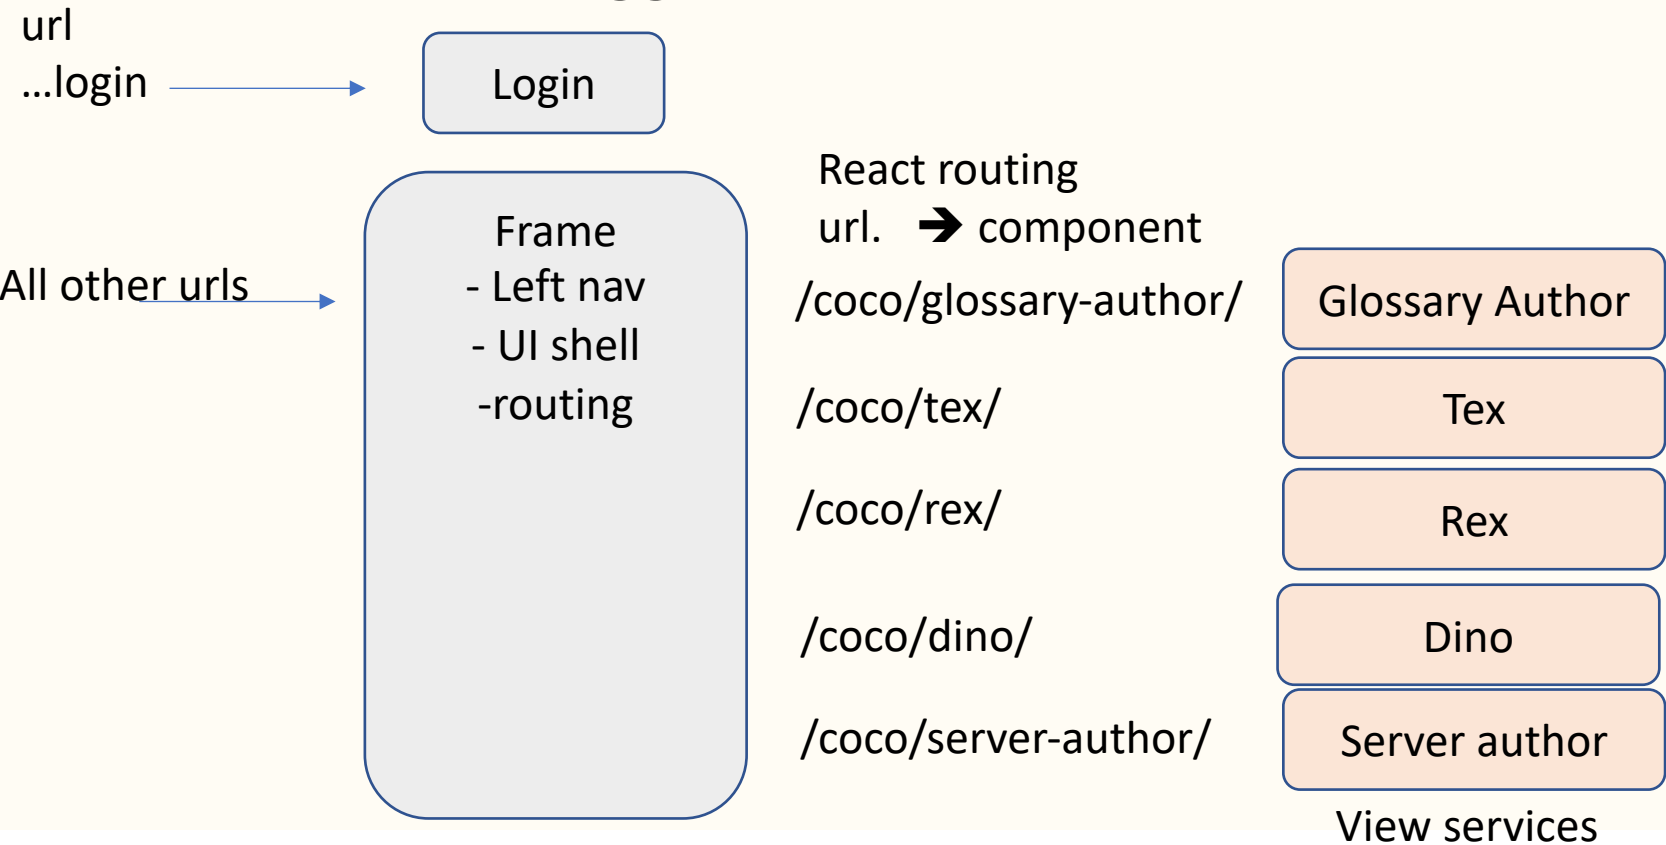 url
...login
Login
Frame
- Left nav
- UI shell
-routing
All other urls
React routing
url. ➔ component
/coco/glossary-author/
Glossary Author
/coco/tex/
Tex
/coco/rex/
Rex
/coco/dino/
Dino
/coco/server-author/
Server author
View services